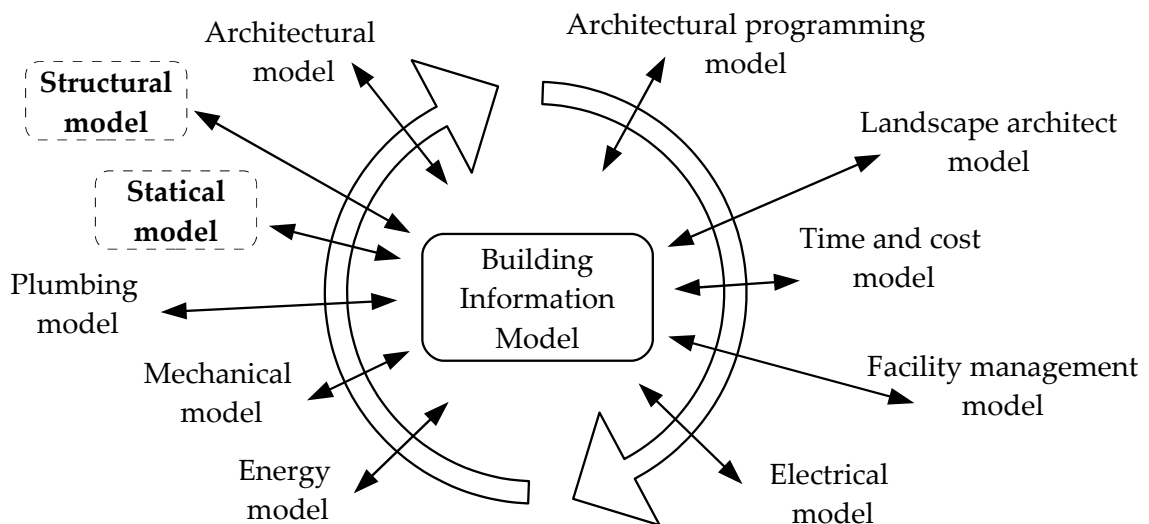 Architectural
model
Architectural programming
model
Structural
model
Landscape architect
model
Statical
model
Building
Information
Model
Time and cost
model
Plumbing
model
Mechanical
model
Facility management
model
Energy
model
Electrical
model